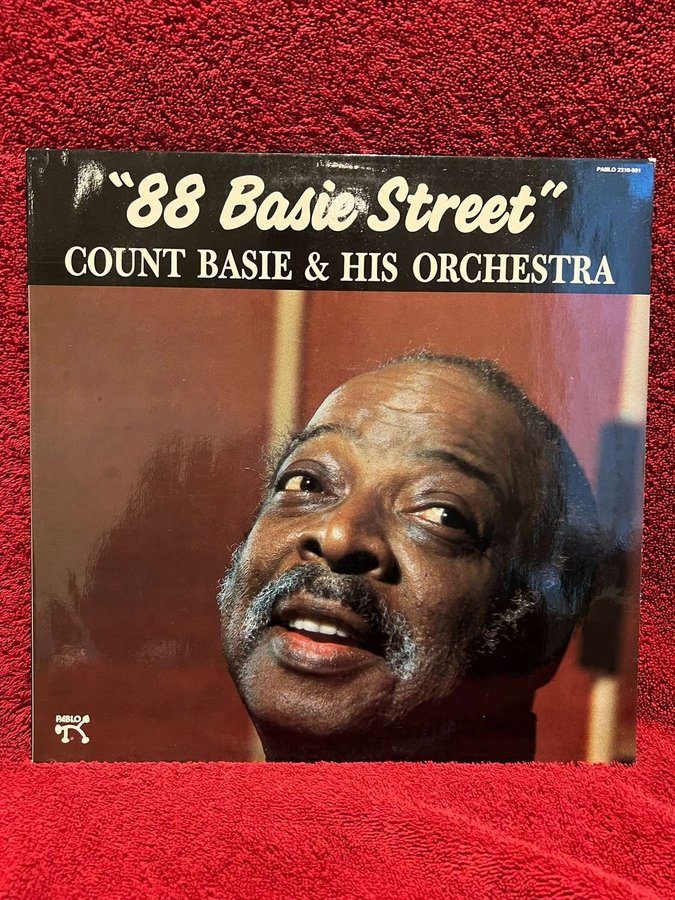 PABLO 2310-901
"88 Basie Street"
COUNT BASIE & HIS ORCHESTRA
PABLO